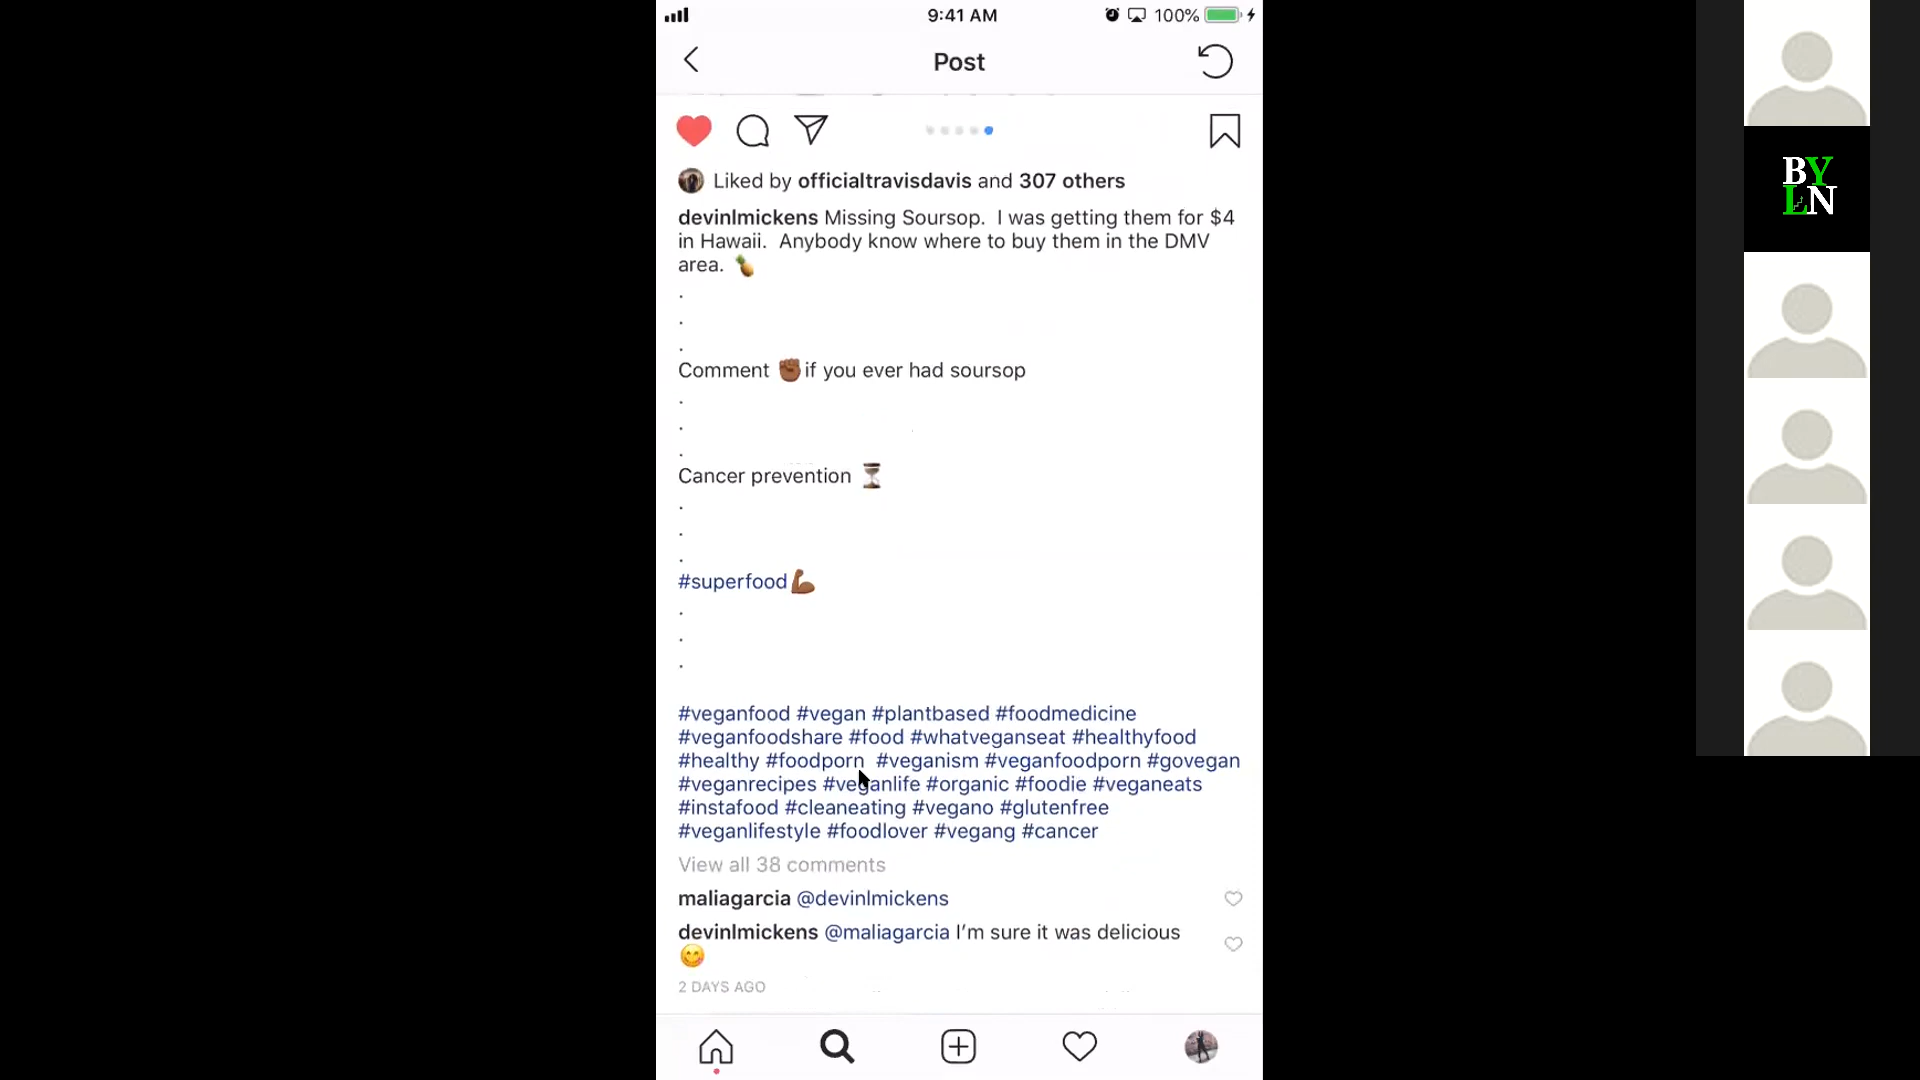 9:41 AM
100%
Post
Liked by officialtravisdavis and 307 others
devinlmickens Missing Soursop.  I was getting them for $4
in Hawaii.  Anybody know where to buy them in the DMV
area. 🍍
.
.
.
Comment ✊🏾if you ever had soursop
.
.
.
Cancer prevention ⏳
.
.
.
#superfood💪🏾
.
.
.
#veganfood #vegan #plantbased #foodmedicine
#veganfoodshare #food #whatveganseat #healthyfood
#healthy #foodporn  #veganism #veganfoodporn #govegan
#veganrecipes #veganlife #organic #foodie #veganeats
#instafood #cleaneating #vegano #glutenfree
#veganlifestyle #foodlover #vegang #cancer
View all 38 comments
maliagarcia @devinlmickens
devinlmickens @maliagarcia I'm sure it was delicious
😋
2 DAYS AGO
BY
LN